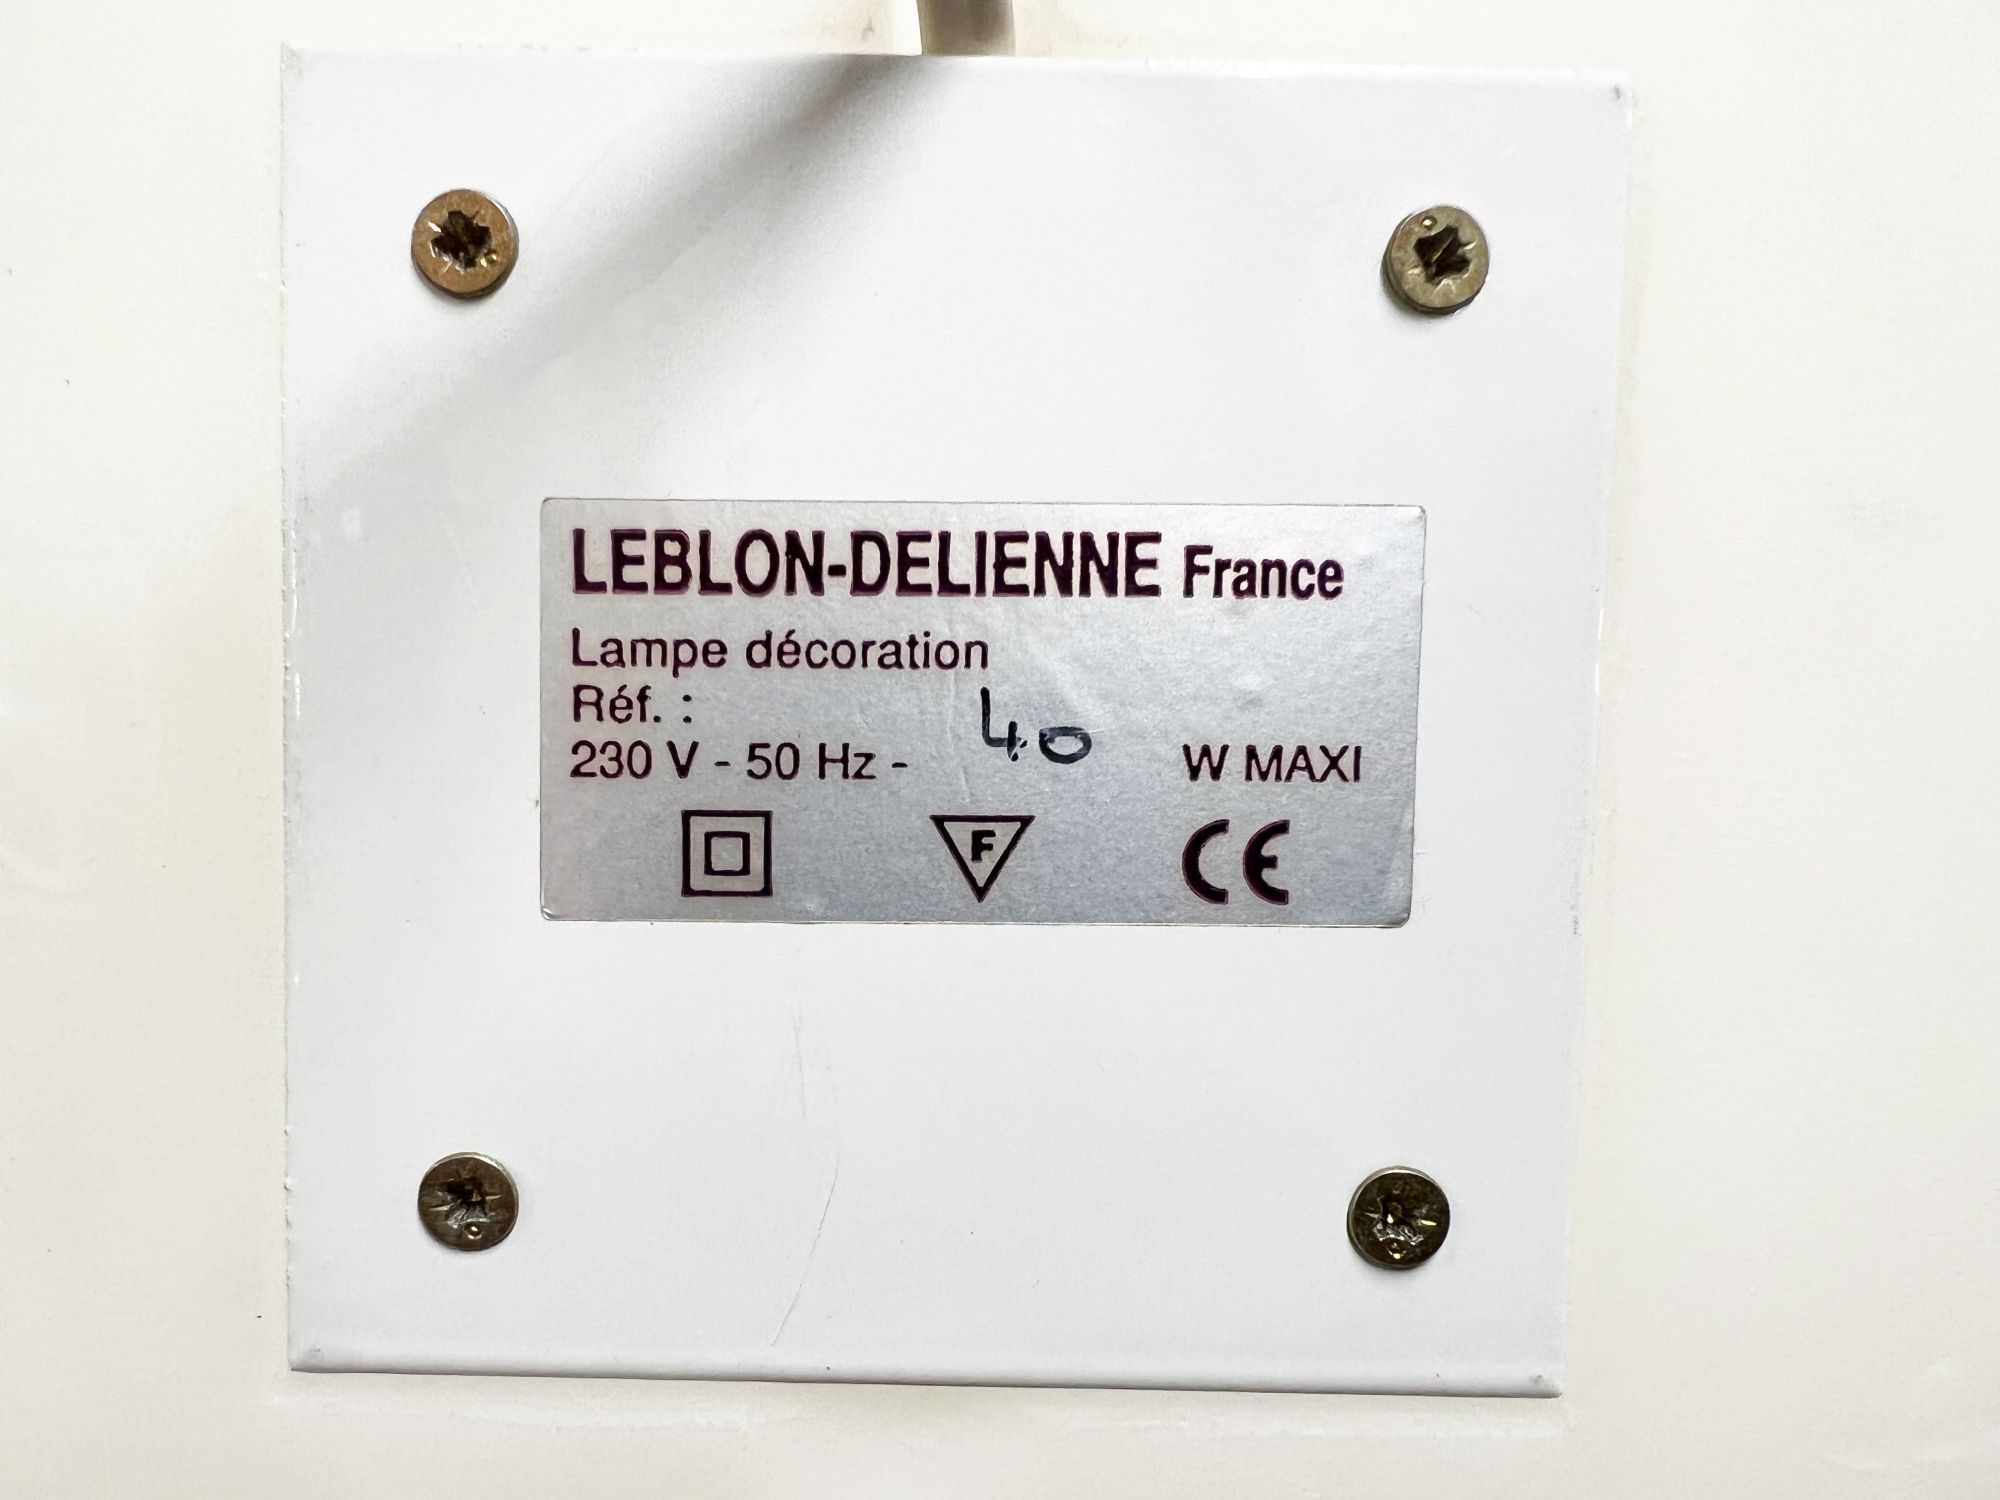 LEBLON-DELIENNE France
Lampe décoration
Réf. :
230 V - 50 Hz - 40 W MAXI
F CE